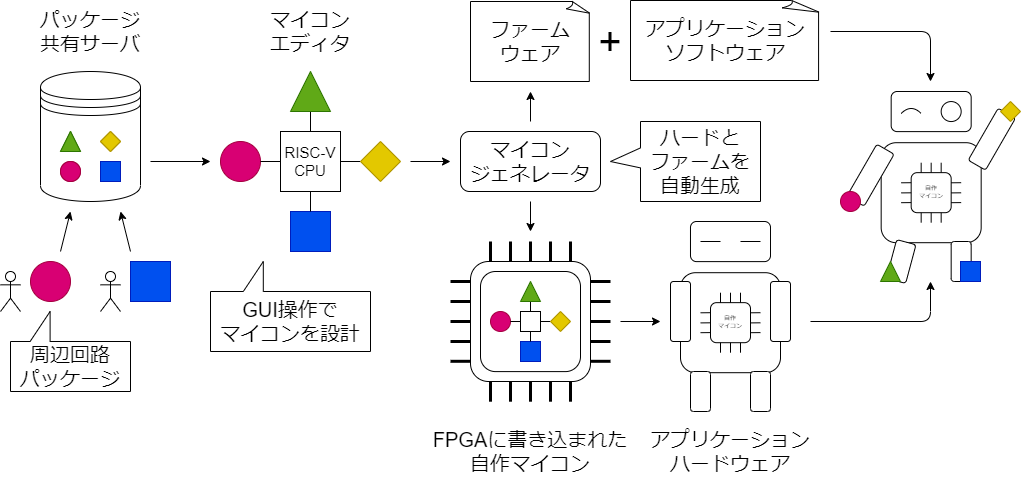 パッケージ
共有サーバ
マイコン
エディタ
ファーム
ウェア
+
アプリケーション
ソフトウェア
RISC-V
CPU
マイコン
ジェネレータ
ハードと
ファームを
自動生成
自作
マイコン
GUI操作で
マイコンを設計
周辺回路
パッケージ
自作
マイコン
FPGAに書き込まれた
自作マイコン
アプリケーション
ハードウェア